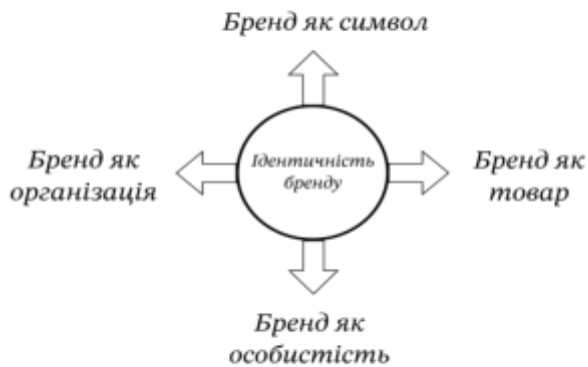 Бренд як символ
Бренд як
організація
Ідентичність
бренду
Бренд як
товар
Бренд як
особистість